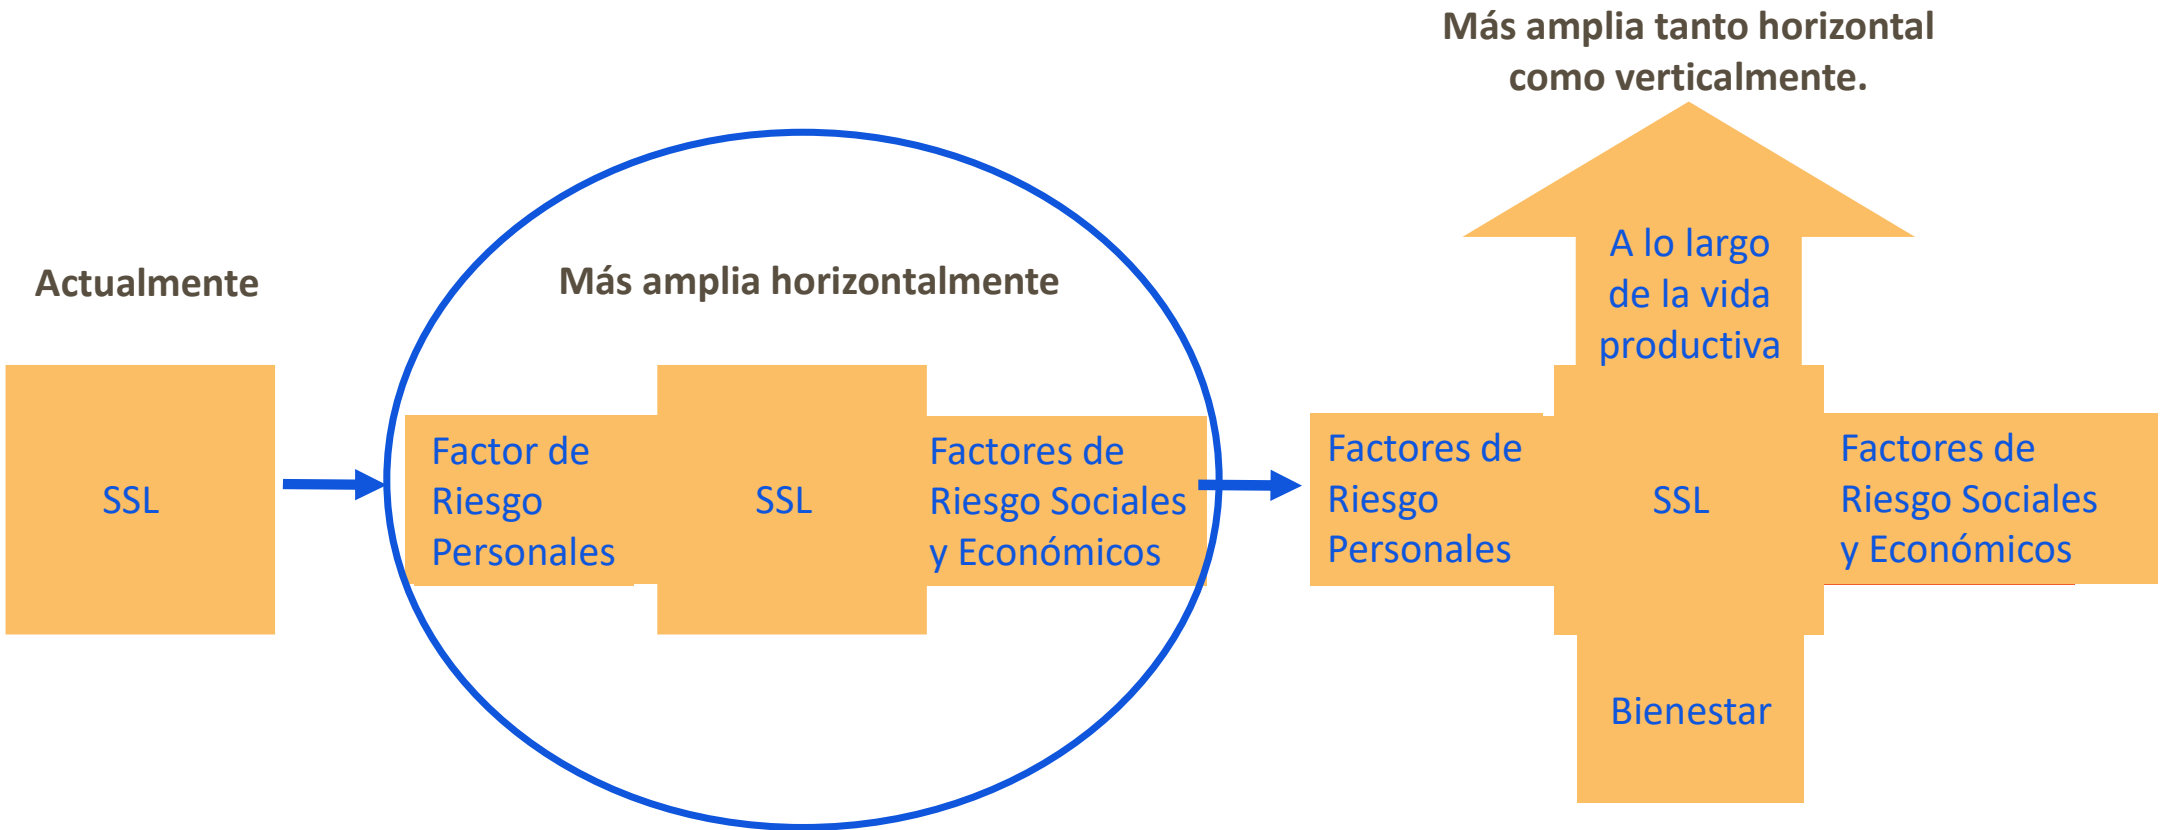 Actualmente
SSL
Más amplia horizontalmente
Factor de
Riesgo
Personales
SSL
Factores de
Riesgo Sociales
y Económicos
Más amplia tanto horizontal
como verticalmente.
A lo largo
de la vida
productiva
Factores de
Riesgo
Personales
SSL
Factores de
Riesgo Sociales
y Económicos
Bienestar